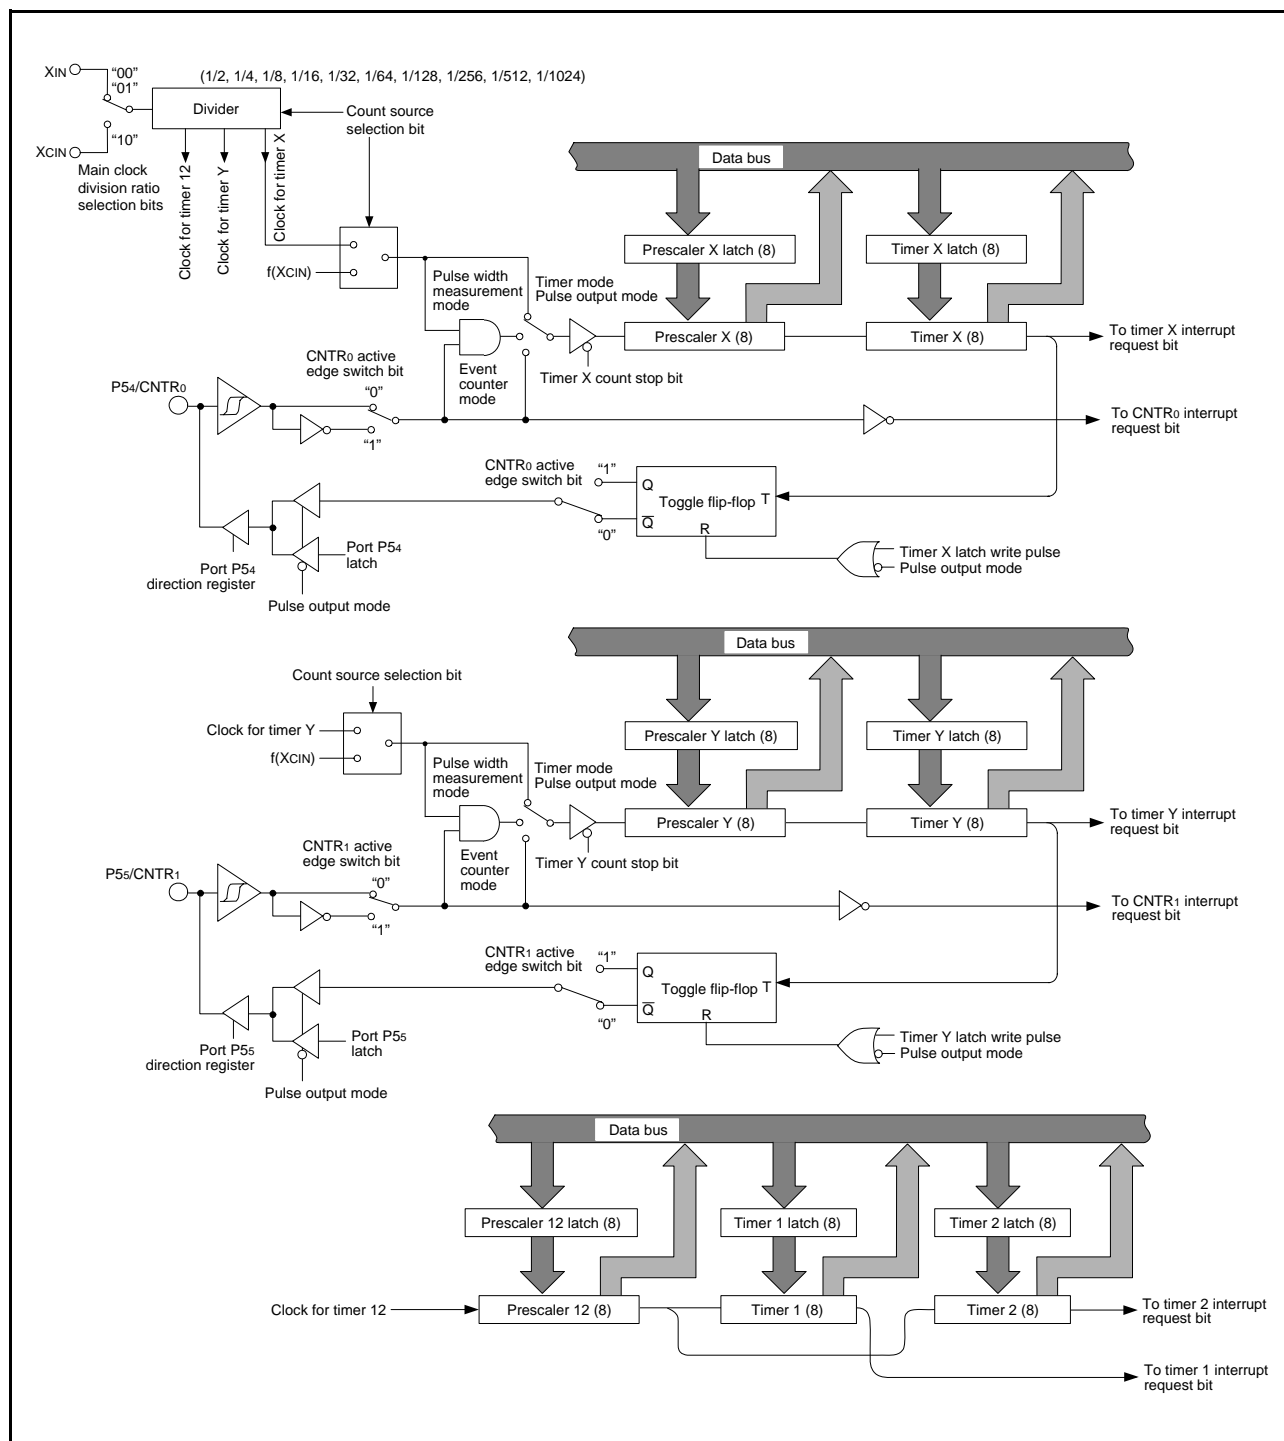 XIN
"00"
"01"
(1/2, 1/4, 1/8, 1/16, 1/32, 1/64, 1/128, 1/256, 1/512, 1/1024)
Divider
Count source
selection bit
"10"
XCIN
Main clock
division ratio
selection bits
Clock for timer 12
Clock for timer Y
Clock for timer X
f(XCIN)
Data bus
Prescaler X latch (8)
Timer X latch (8)
Pulse width
measurement
mode
Timer mode
Pulse output mode
Prescaler X (8)
Timer X (8)
To timer X interrupt
request bit
CNTR0 active
edge switch bit
Event
counter
mode
Timer X count stop bit
P54/CNTR0
"0"
"1"
To CNTR0 interrupt
request bit
CNTR0 active
edge switch bit
"1"
Q
Toggle flip-flop
T
Q
R
"0"
Port P54
latch
Port P54
direction register
Pulse output mode
Timer X latch write pulse
Pulse output mode
Data bus
Count source selection bit
Clock for timer Y
f(XCIN)
Prescaler Y latch (8)
Timer Y latch (8)
Pulse width
measurement
mode
Timer mode
Pulse output mode
Prescaler Y (8)
Timer Y (8)
To timer Y interrupt
request bit
CNTR1 active
edge switch bit
Event
counter
mode
Timer Y count stop bit
P55/CNTR1
"0"
"1"
To CNTR1 interrupt
request bit
CNTR1 active
edge switch bit
"1"
Q
Toggle flip-flop
T
Q
R
"0"
Port P55
latch
Port P55
direction register
Pulse output mode
Timer Y latch write pulse
Pulse output mode
Data bus
Prescaler 12 latch (8)
Timer 1 latch (8)
Timer 2 latch (8)
Clock for timer 12
Prescaler 12 (8)
Timer 1 (8)
Timer 2 (8)
To timer 2 interrupt
request bit
To timer 1 interrupt
request bit